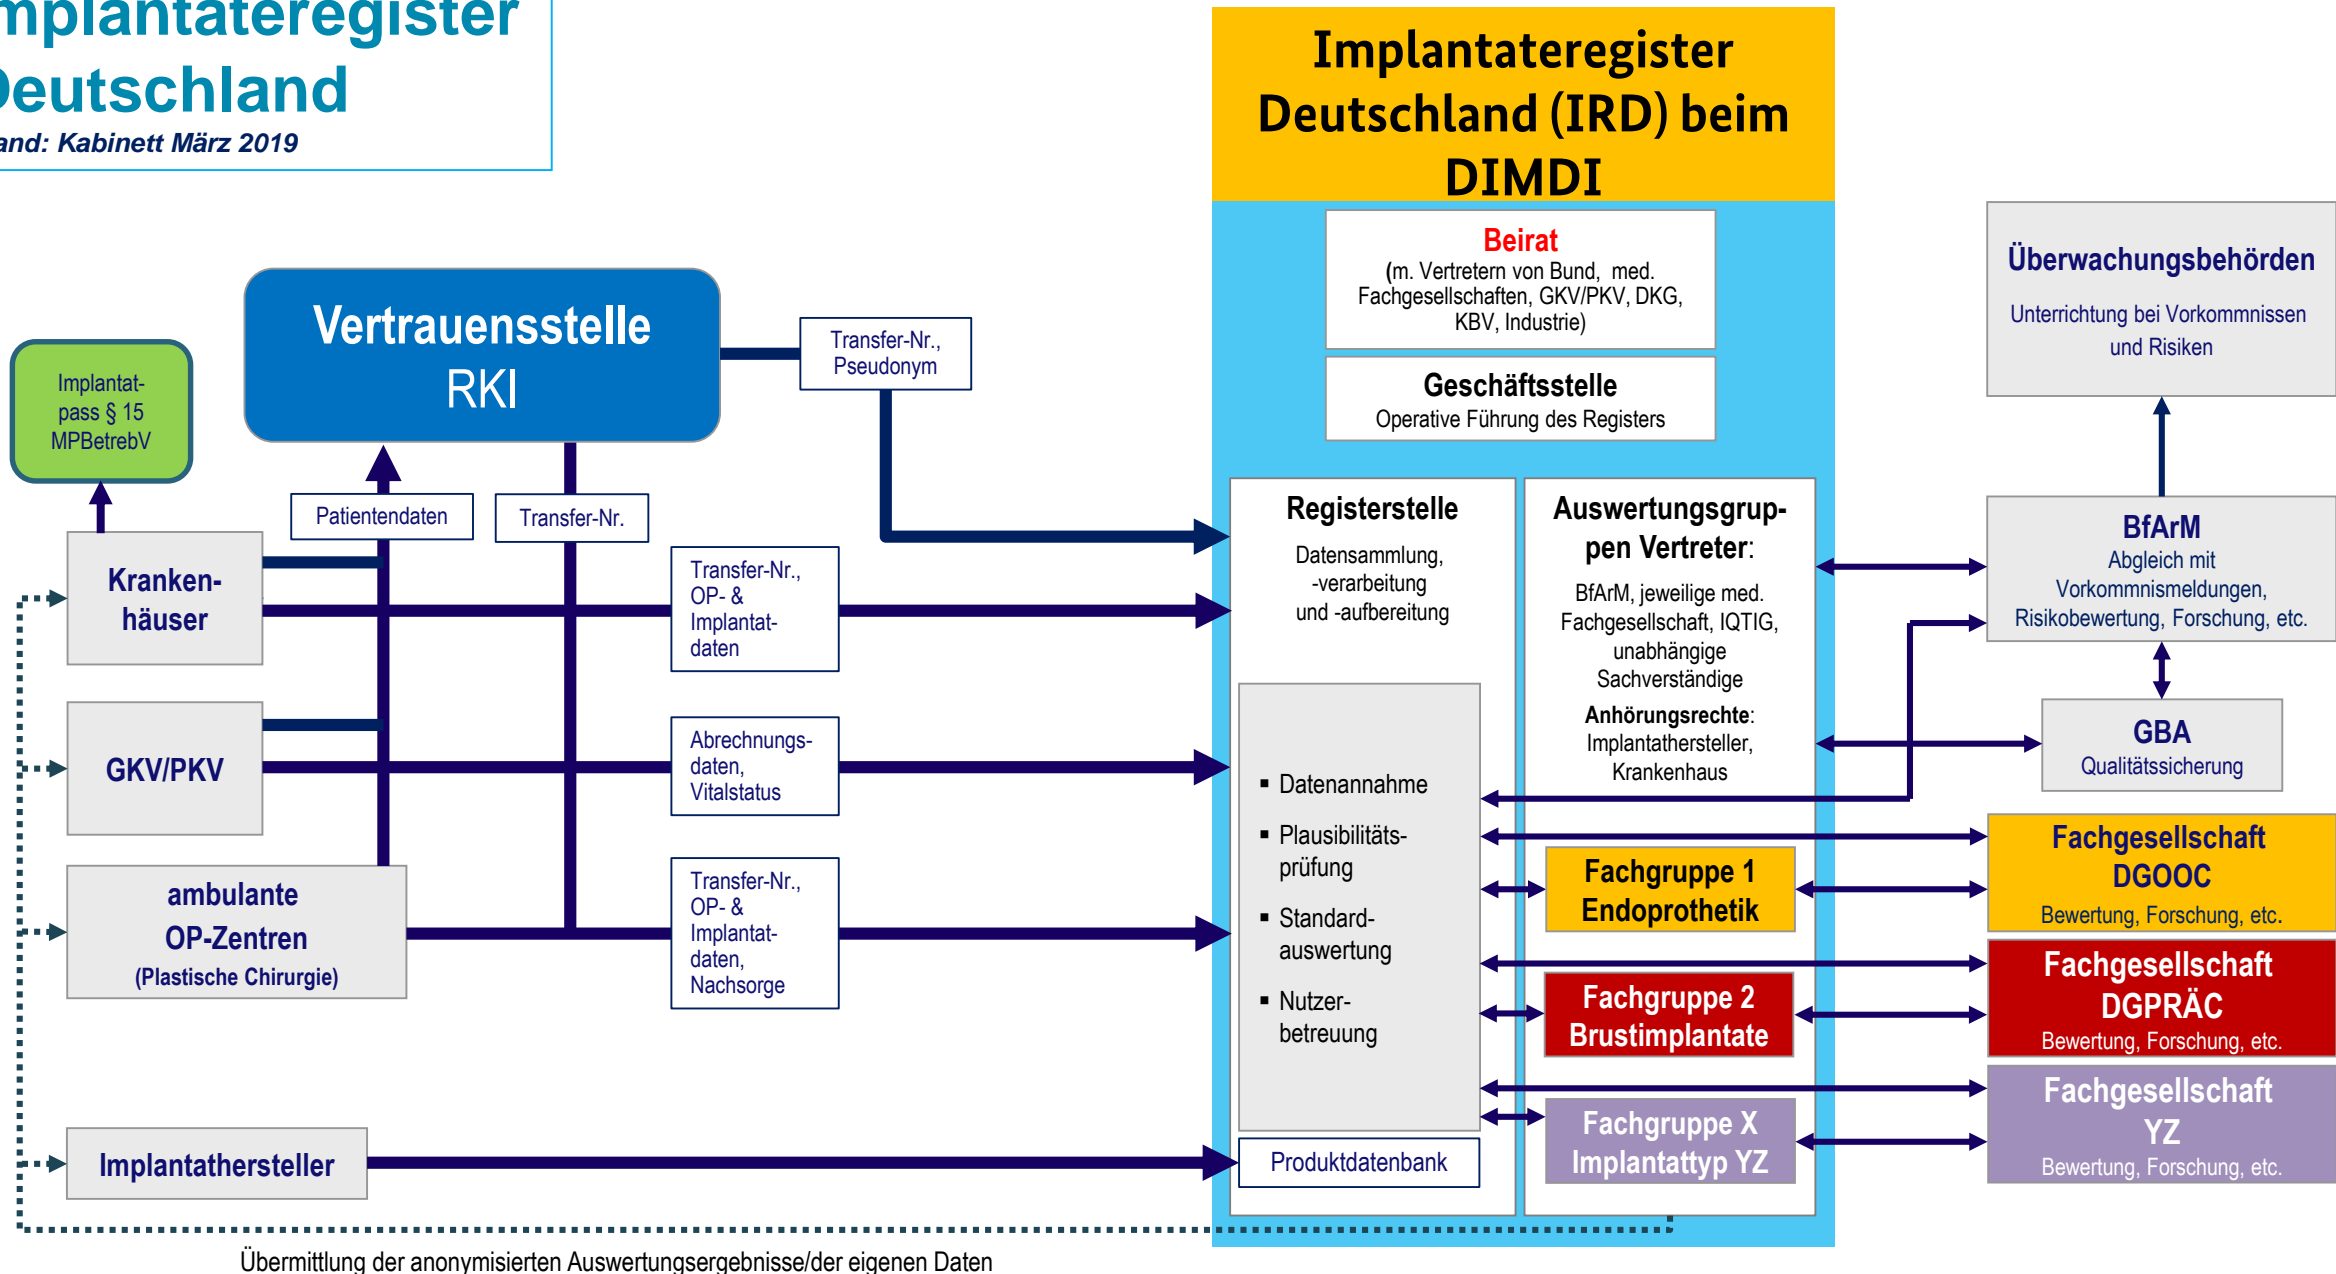 mplantateregister
Deutschland
and: Kabinett März 2019
Implantateregister
Deutschland (IRD) beim
DIMDI
Beirat
(m. Vertretern von Bund, med.
Fachgesellschaften, GKV/PKV, DKG,
KBV, Industrie)
Geschäftsstelle
Operative Führung des Registers
Überwachungsbehörden
Unterrichtung bei Vorkommnissen
und Risiken
Vertrauensstelle
RKI
Transfer-Nr.,
Pseudonym
Implantat-
pass § 15
MPBetrebV
Patientendaten
Transfer-Nr.
Kranken-
häuser
Transfer-Nr.,
OP- &
Implantat-
daten
GKV/PKV
Abrechnungs-
daten,
Vitalstatus
ambulante
OP-Zentren
(Plastische Chirurgie)
Transfer-Nr.,
OP- &
Implantat-
daten,
Nachsorge
Implantathersteller
Registerstelle
Datensammlung,
-verarbeitung
und -aufbereitung
▪ Datenannahme
▪ Plausibilitäts-
prüfung
▪ Standard-
auswertung
▪ Nutzer-
betreuung
Produktdatenbank
Auswertungsgrup-
pen Vertreter:
BfArM, jeweilige med.
Fachgesellschaft, IQTIG,
unabhängige
Sachverständige
Anhörungsrechte:
Implantathersteller,
Krankenhaus
Fachgruppe 1
Endoprothetik
Fachgruppe 2
Brustimplantate
Fachgruppe X
Implantattyp YZ
BfArM
Abgleich mit
Vorkommnismeldungen,
Risikobewertung, Forschung, etc.
GBA
Qualitätssicherung
Fachgesellschaft
DGOOC
Bewertung, Forschung, etc.
Fachgesellschaft
DGPRÄC
Bewertung, Forschung, etc.
Fachgesellschaft
YZ
Bewertung, Forschung, etc.
Übermittlung der anonymisierten Auswertungsergebnisse/der eigenen Daten